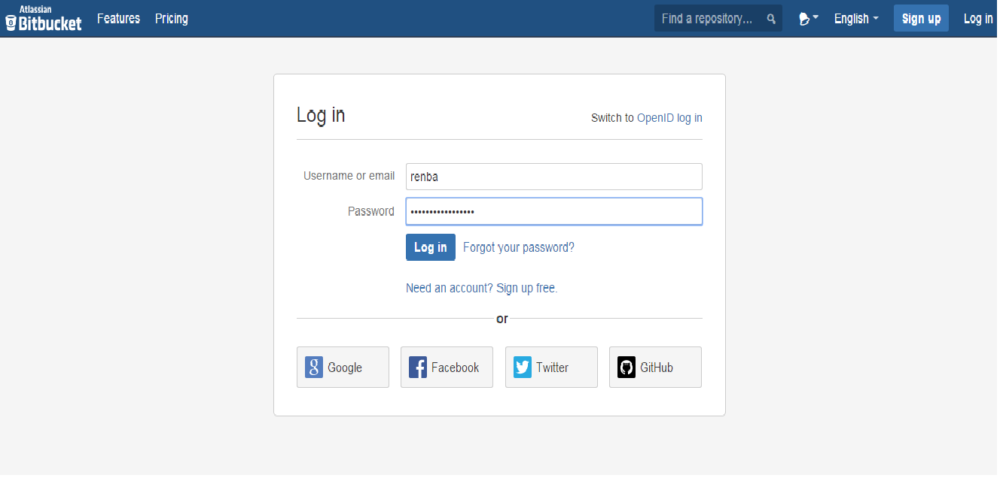 Atlassian
Bitbucket Features Pricing Find a repository... English Sign up Log in
Log in Switch to OpenID log in
Username or email renba
Password •••••••••••••••••
Log in Forgot your password?
Need an account? Sign up free.
or
Google Facebook Twitter GitHub